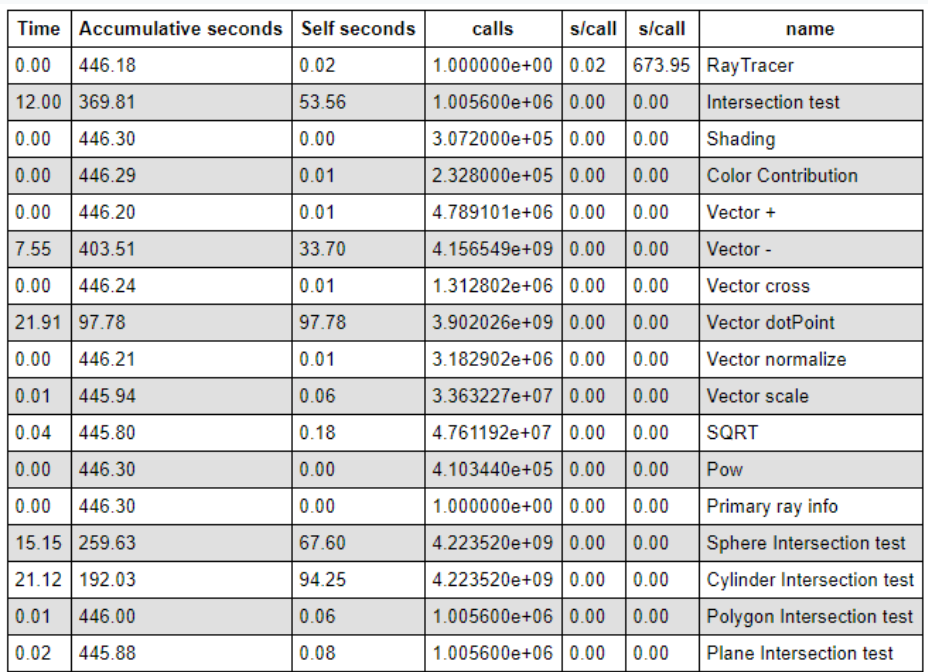 Time Accumulative seconds Self seconds calls s/call s/call name
0.00 446.18 0.02 1.000000e+00 0.02 673.95 RayTracer
12.00 369.81 53.56 1.005600e+06 0.00 0.00 Intersection test
0.00 446.30 0.00 3.072000e+05 0.00 0.00 Shading
0.00 446.29 0.01 2.328000e+05 0.00 0.00 Color Contribution
0.00 446.20 0.01 4.789101e+06 0.00 0.00 Vector +
7.55 403.51 33.70 4.156549e+09 0.00 0.00 Vector -
0.00 446.24 0.01 1.312802e+06 0.00 0.00 Vector cross
21.91 97.78 97.78 3.902026e+09 0.00 0.00 Vector dotPoint
0.00 446.21 0.01 3.182902e+06 0.00 0.00 Vector normalize
0.01 445.94 0.06 3.363227e+07 0.00 0.00 Vector scale
0.04 445.80 0.18 4.761192e+07 0.00 0.00 SQRT
0.00 446.30 0.00 4.103440e+05 0.00 0.00 Pow
0.00 446.30 0.00 1.000000e+00 0.00 0.00 Primary ray info
15.15 259.63 67.60 4.223520e+09 0.00 0.00 Sphere Intersection test
21.12 192.03 94.25 4.223520e+09 0.00 0.00 Cylinder Intersection test
0.01 446.00 0.06 1.005600e+06 0.00 0.00 Polygon Intersection test
0.02 445.88 0.08 1.005600e+06 0.00 0.00 Plane Intersection test